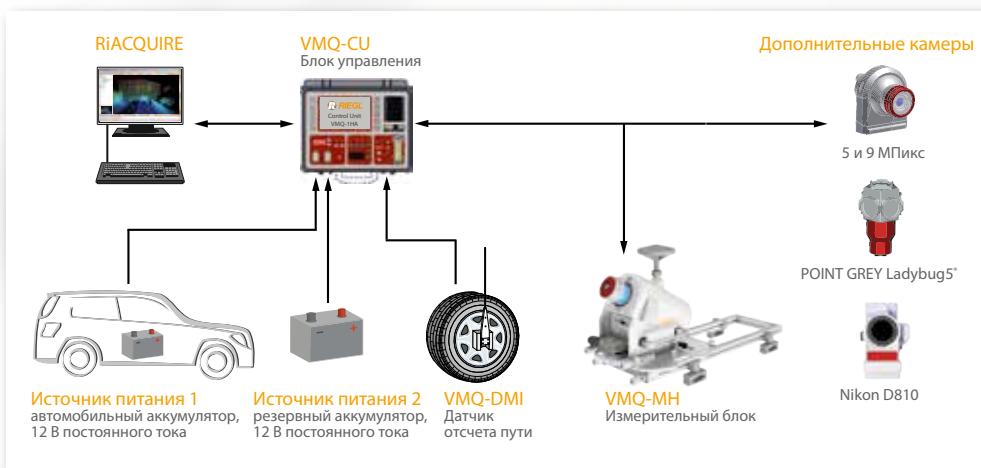 RiACQUIRE
VMQ-CU
Блок управления
RIEGL
Control Unit
VMQ-1HA
Дополнительные камеры
5 и 9 МПикс
POINT GREY Ladybug5®
Nikon D810
Источник питания 1
автомобильный аккумулятор,
12 В постоянного тока
Источник питания 2
резервный аккумулятор,
12 В постоянного тока
VMQ-DMI
Датчик
отсчета пути
VMQ-MH
Измерительный блок